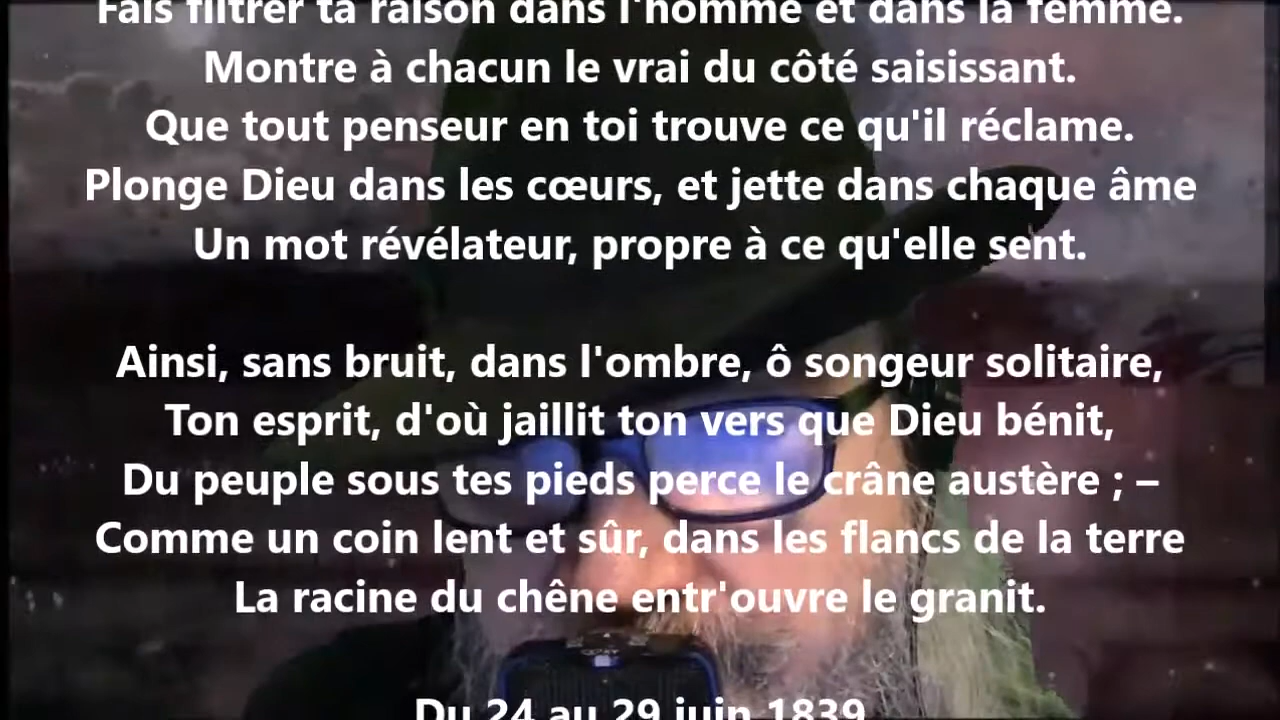 Fais filtrer ta raison dans l'homme et dans la femme.
Montre à chacun le vrai du côté saisissant.
Que tout penseur en toi trouve ce qu'il réclame.
Plonge Dieu dans les cœurs, et jette dans chaque âme
Un mot révélateur, propre à ce qu'elle sent.
Ainsi, sans bruit, dans l'ombre, ô songeur solitaire,
Ton esprit, d'où jaillit ton vers que Dieu bénit,
Du peuple sous tes pieds perce le crâne austère ; –
Comme un coin lent et sûr, dans les flancs de la terre
La racine du chêne entr'ouvre le granit.
Du 24 au 29 juin 1839